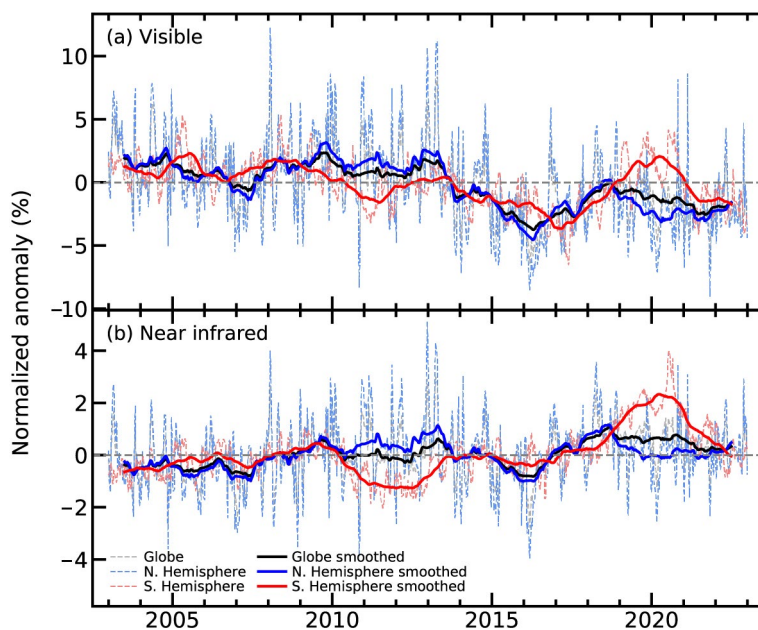 (a) Visible
10
5
0
−5
−10
Normalized anomaly (%)
(b) Near infrared
4
2
0
−2
−4
Globe
N. Hemisphere
S. Hemisphere
Globe smoothed
N. Hemisphere smoothed
S. Hemisphere smoothed
2005 2010 2015 2020